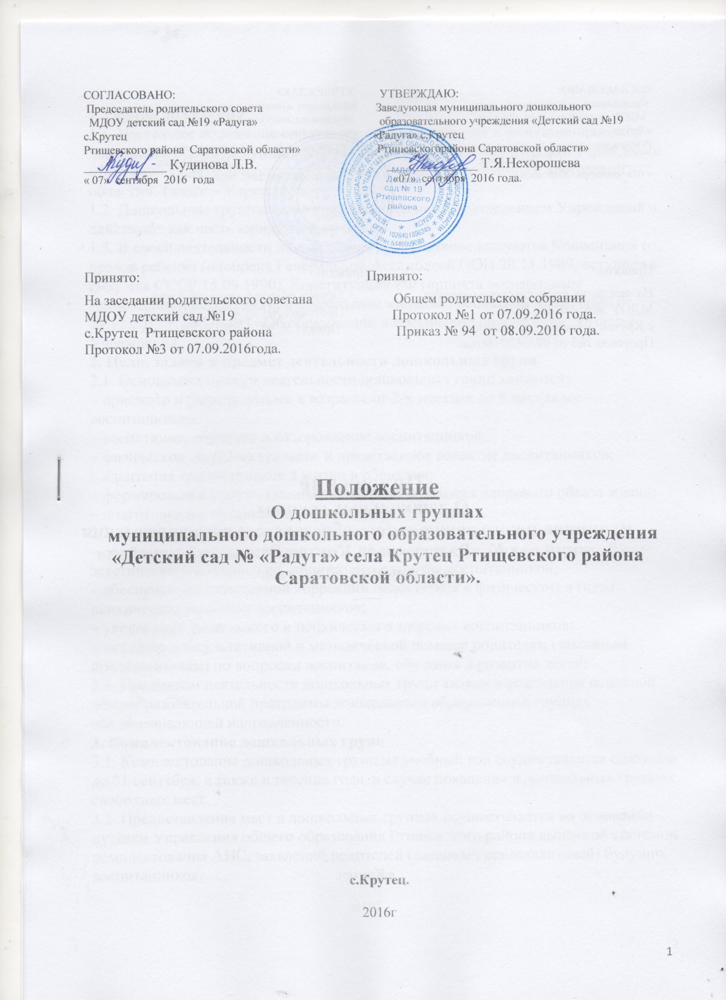 СОГЛАСОВАНО:
Председатель родительского совета
МДОУ детский сад №19 «Радуга»
с.Крутец
Ртищевского района Саратовской области»
Кудинова Л.В.
« 07» сентября 2016 года
УТВЕРЖДАЮ:
Заведующая муниципального дошкольного
образовательного учреждения «Детский сад №19
«Радуга» с.Крутец
Ртищевскогорайона Саратовской области»
Т.Я.Нехорошева
«07» сентября 2016 года.
МДОУ
Детский
сад № 19
Ртищевского
района
ОГРН 1026401896245
ИНН 6446009080
Принято:
На заседании родительского советана
МДОУ детский сад №19
с.Крутец Ртищевского района
Протокол №3 от 07.09.2016года.
Принято:
Общем родительском собрании
Протокол №1 от 07.09.2016 года.
Приказ № 94 от 08.09.2016 года.
Положение
О дошкольных группах
муниципального дошкольного образовательного учреждения
«Детский сад № «Радуга» села Крутец Ртищевского района
Саратовской области».
с.Крутец.
2016г
1